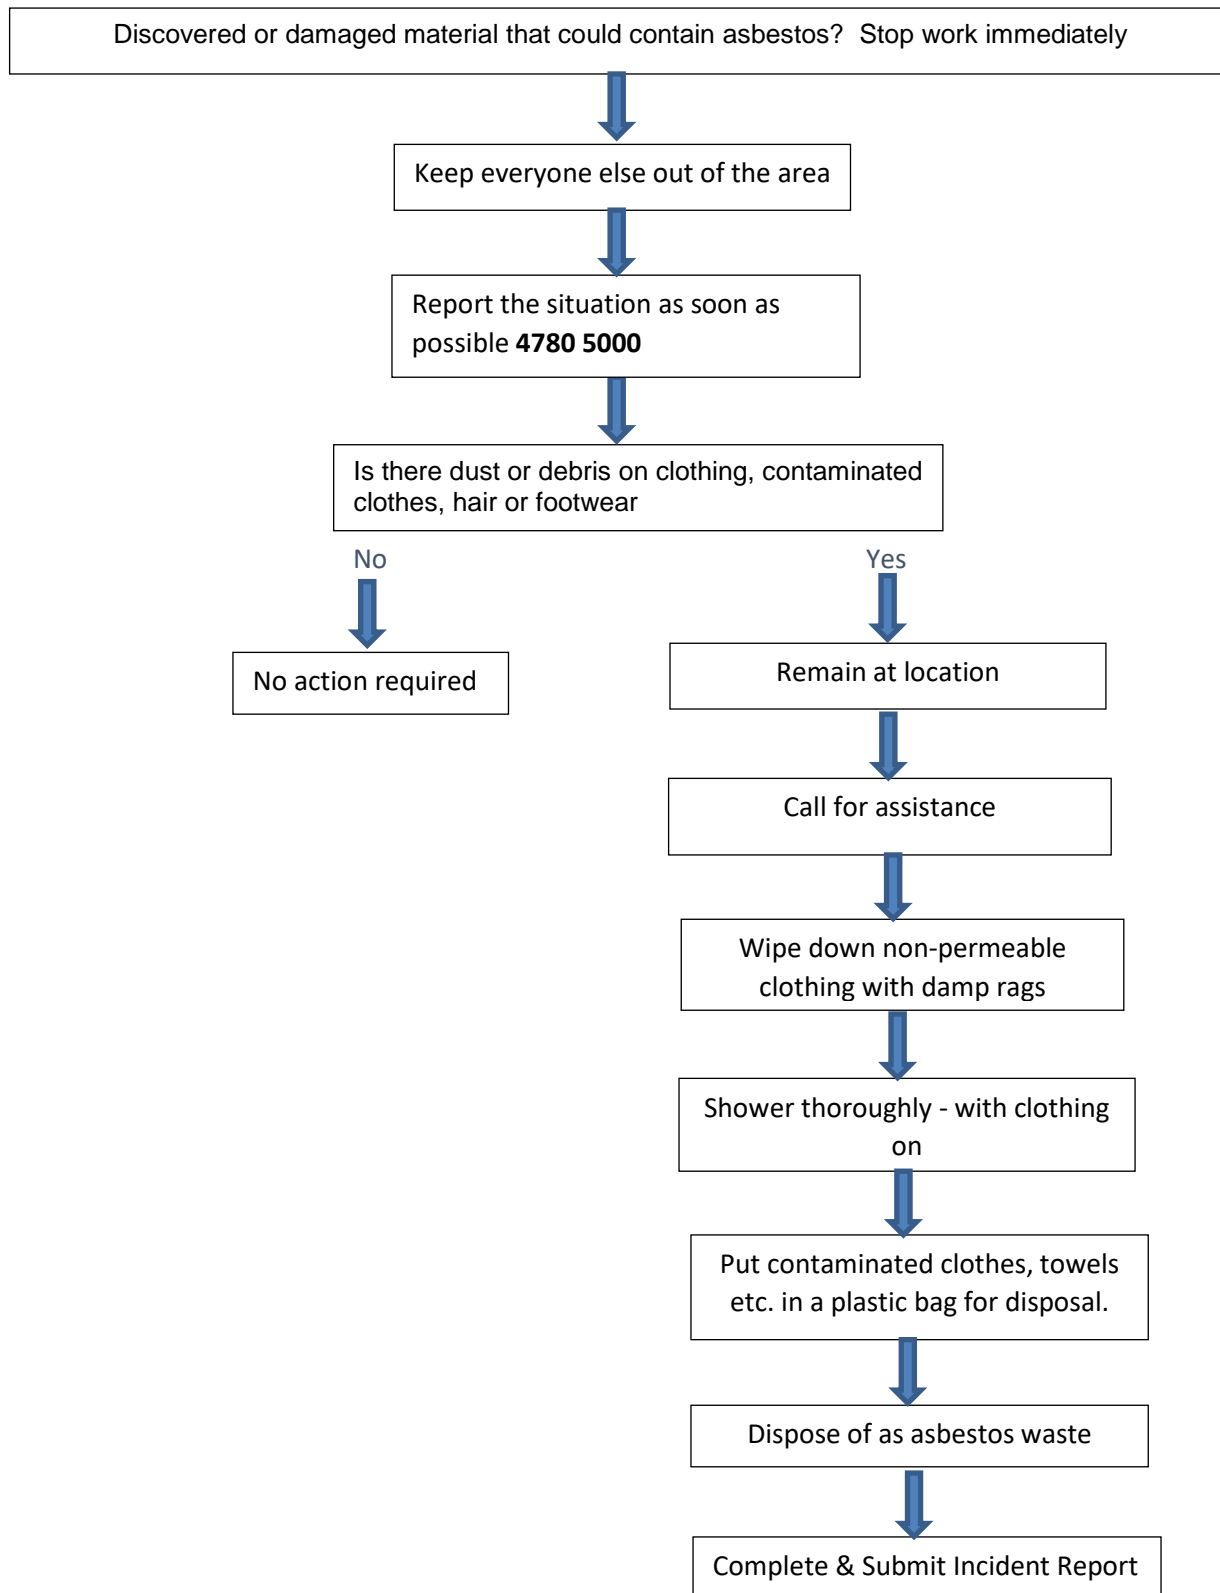 Discovered or damaged material that could contain asbestos?  Stop work immediately
Keep everyone else out of the area
Report the situation as soon as
possible 4780 5000
Is there dust or debris on clothing, contaminated
clothes, hair or footwear
No
Yes
No action required
Remain at location
Call for assistance
Wipe down non-permeable
clothing with damp rags
Shower thoroughly - with clothing
on
Put contaminated clothes, towels
etc. in a plastic bag for disposal.
Dispose of as asbestos waste
Complete & Submit Incident Report